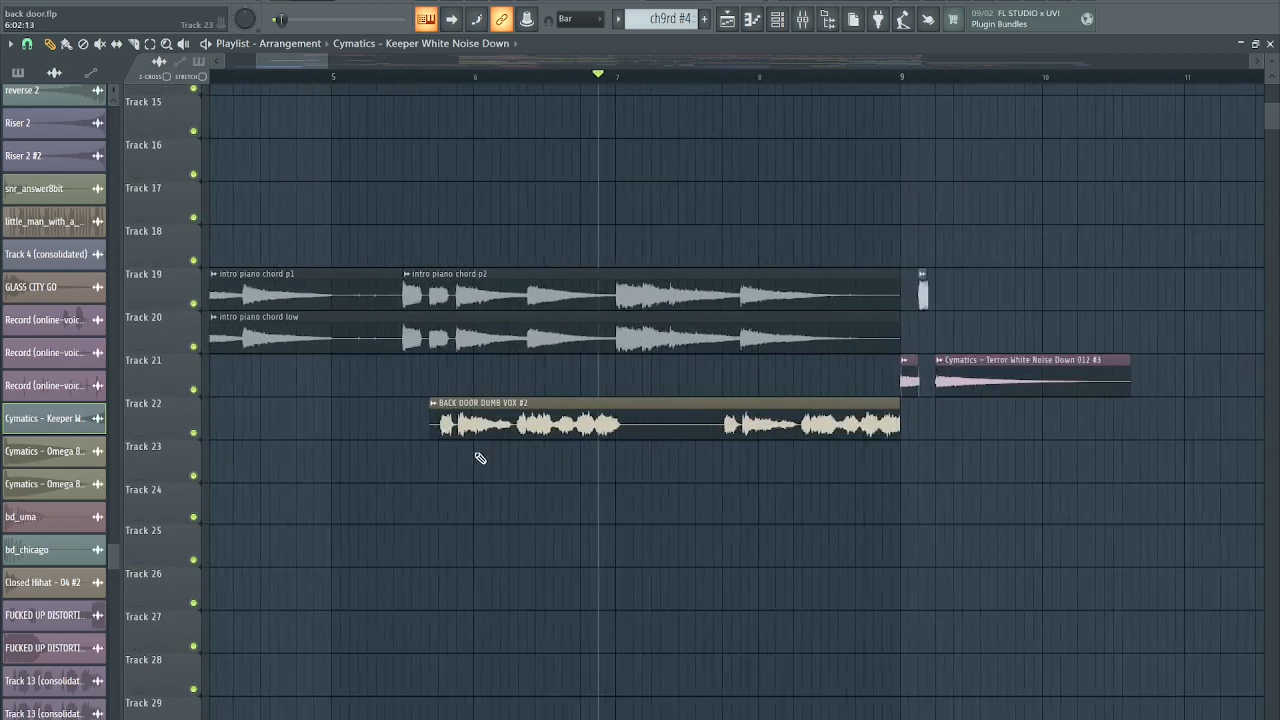 back door.flp
6:02:13 Track 23
Bar
ch9rd #4
09/02 FL STUDIO x UVI
Plugin Bundles
Playlist - Arrangement › Cymatics - Keeper White Noise Down ›
Z-CROSS STRETCH
5 6 7 8 9 10 11
reverse 2
Riser 2
Riser 2 #2
snr_answer8bit
little_man_with_a_...
Track 4 (consolidated)
GLASS CITY GO
Record (online-voic..
Record (online-voic..
Record (online-voic..
Cymatics - Keeper W..
Cymatics - Omega 8..
Cymatics - Omega 8..
bd_uma
bd_chicago
Closed Hihat - 04 #2
FUCKED UP DISTORTI..
FUCKED UP DISTORTI..
Track 13 (consolidat..
Track 13 (consolidat..
Track 15
Track 16
Track 17
Track 18
Track 19
intro piano chord p1
intro piano chord p2
Track 20
intro piano chord low
Track 21
Cymatics - Terror White Noise Down 012 #3
Track 22
BACK DOOR DUMB VOX #2
Track 23
Track 24
Track 25
Track 26
Track 27
Track 28
Track 29